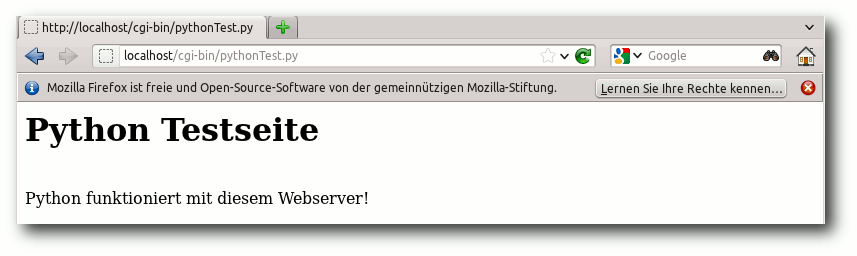 http://localhost/cgi-bin/pythonTest.py
localhost/cgi-bin/pythonTest.py Google
Mozilla Firefox ist freie und Open-Source-Software von der gemeinnützigen Mozilla-Stiftung. Lernen Sie Ihre Rechte kennen...
Python Testseite
Python funktioniert mit diesem Webserver!